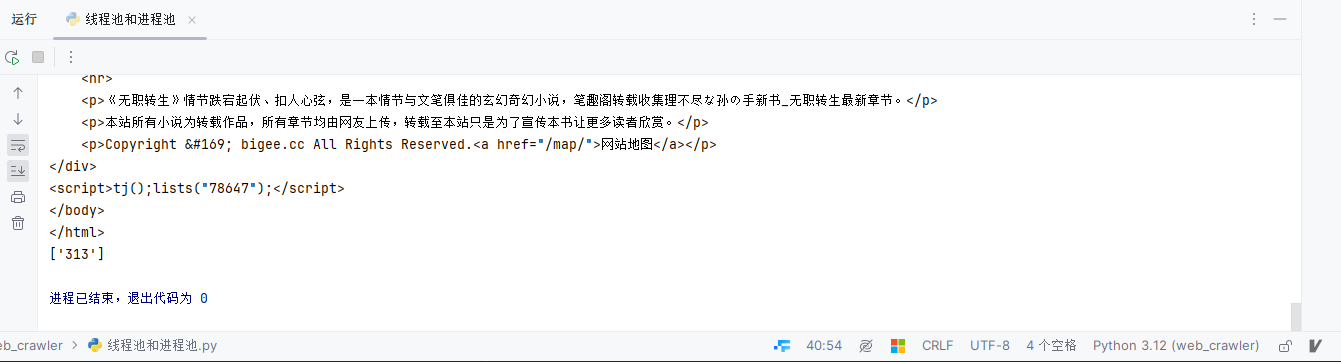 运行
线程池和进程池
<hr>
<p>《无职转生》情节跌宕起伏、扣人心弦，是一本情节与文笔俱佳的玄幻奇幻小说，笔趣阁转载收集理不尽な孙の手新书_无职转生最新章节。</p>
<p>本站所有小说为转载作品，所有章节均由网友上传，转载至本站只是为了宣传本书让更多读者欣赏。</p>
<p>Copyright &#169; bigee.cc All Rights Reserved.<a href="/map/">网站地图</a></p>
</div>
<script>tj();lists("78647");</script>
</body>
</html>
['313']
进程已结束，退出代码为 0
eb_crawler > 线程池和进程池.py 40:54 CRLF UTF-8 4 个空格 Python 3.12 (web_crawler)